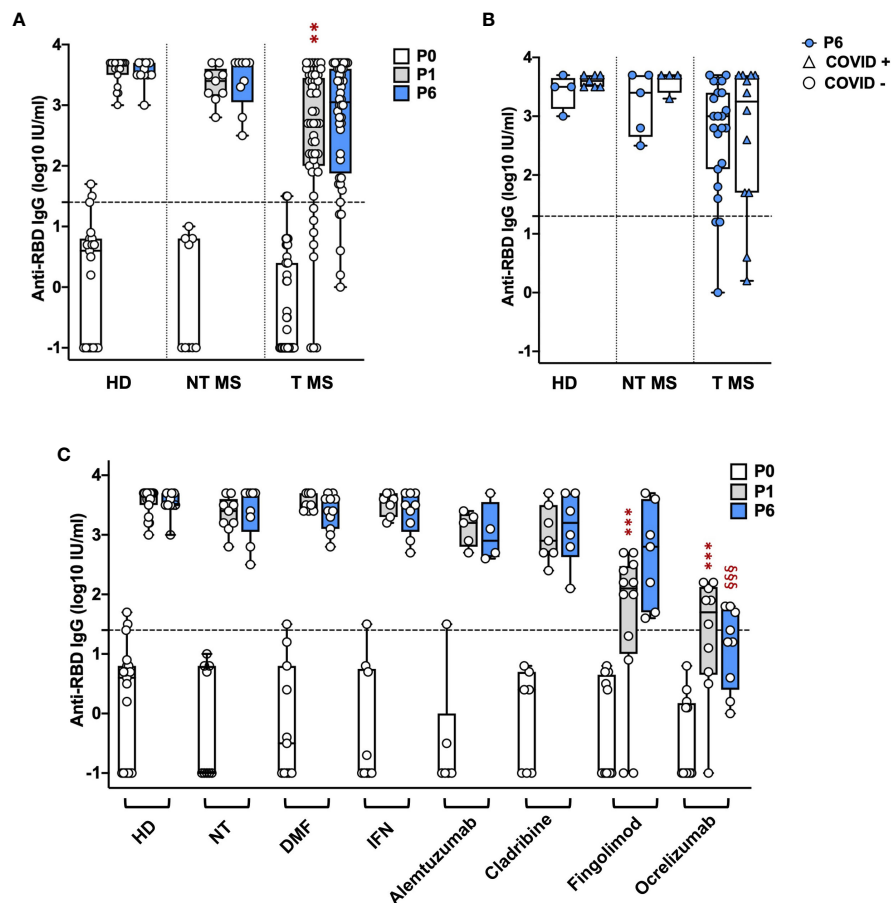 A
Anti-RBD IgG (log10 IU/ml)
4
3
2
1
0
-1
**
P0
P1
P6
HD
NT MS
T MS
B
Anti-RBD IgG (log10 IU/ml)
4
3
2
1
0
-1
P6
COVID +
COVID -
HD
NT MS
T MS
C
Anti-RBD IgG (log10 IU/ml)
4
3
2
1
0
-1
***
***
§§§
P0
P1
P6
HD
NT
DMF
IFN
Alemtuzumab
Cladribine
Fingolimod
Ocrelizumab